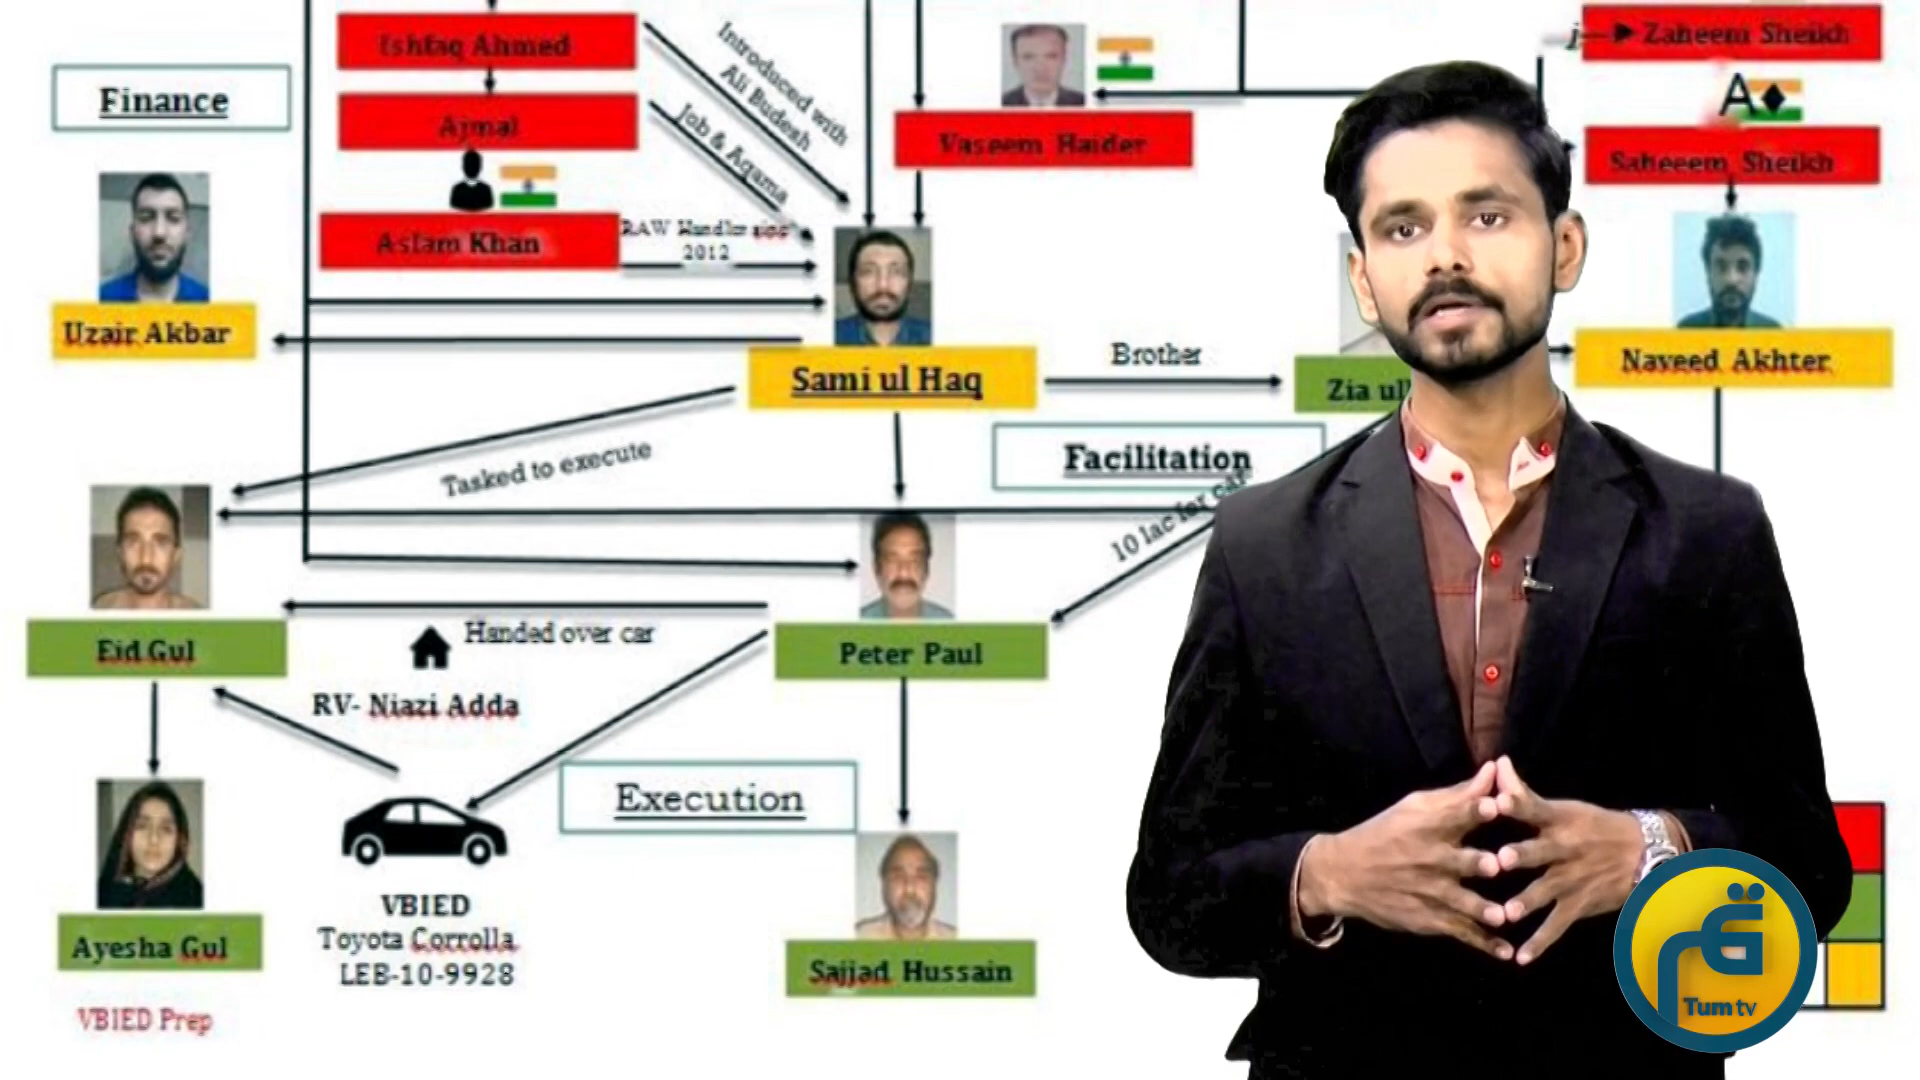 Ishfaq Ahmed
Zaheem Sheikh
Introduced with
Ali Budesh
Finance
A♦
Ajmal
Job & Aqama
Vaseem Haider
Saheeem Sheikh
Aslam Khan
RAW Handler since
2012
Uzair Akbar
Brother
Naveed Akhter
Sami ul Haq
Zia ul
Facilitation
Tasked to execute
10 lac for car
Handed over car
Eid Gul
Peter Paul
RV- Niazi Adda
Execution
VBIED
Toyota Corrolla
LEB-10-9928
Ayesha Gul
Sajjad Hussain
VBIED Prep
Tum tv